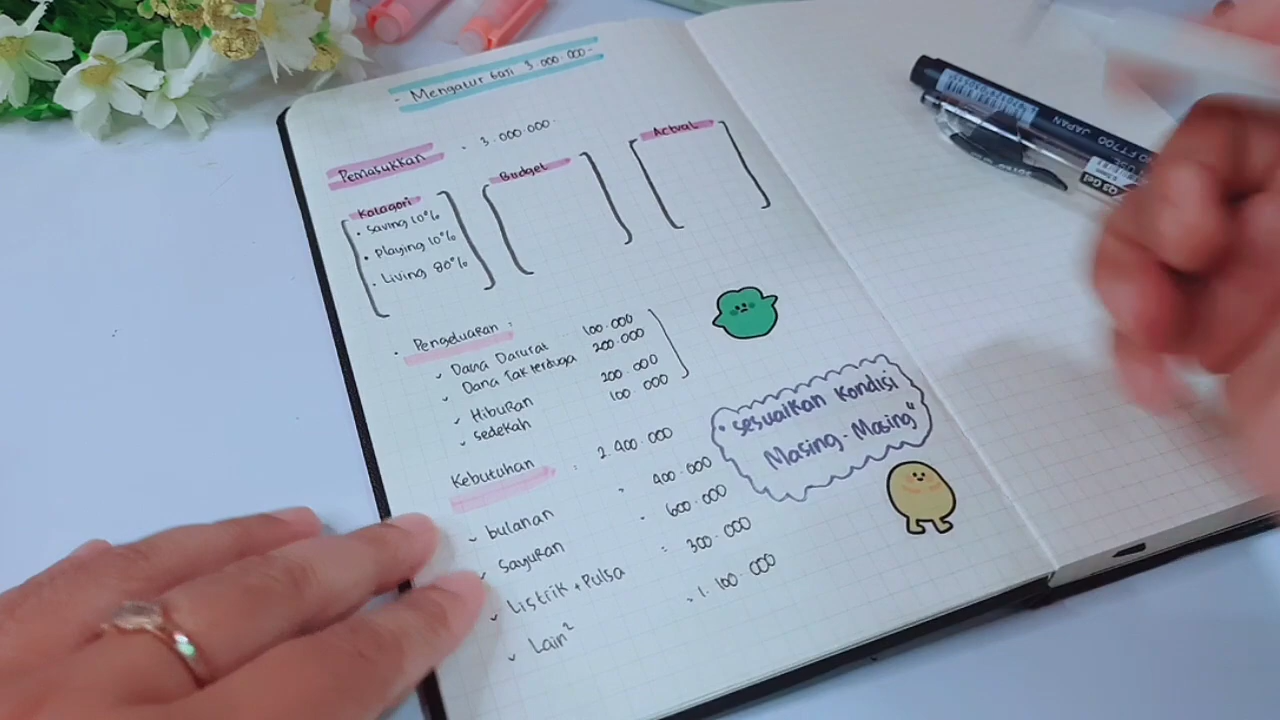 - Mengatur Gaji 3.000.000-
Pemasukkan = 3.000.000.
Katagori
• Saving 10%
• Playing 10%
• Living 80%
Budget
Actual
• Pengeluaran :
✓ Dana Darurat 100.000
✓ Dana Tak terduga 200.000
✓ Hiburan 200.000
✓ Sedekah 100.000
Kebutuhan = 2.400.000
✓ bulanan = 400.000
✓ Sayuran = 600.000
✓ Listrik + Pulsa = 300.000
✓ Lain² = 1.100.000
• Sesuaikan Kondisi
Masing-Masing"
JAPAN
FT700